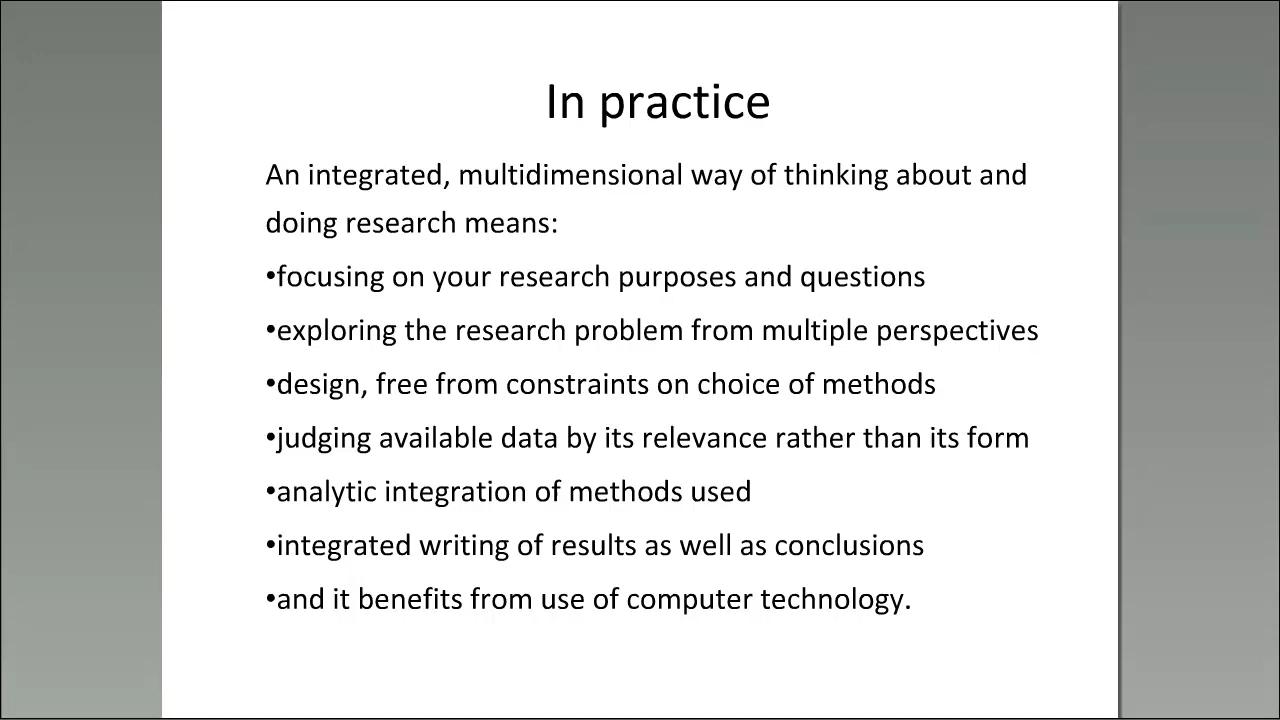 In practice
An integrated, multidimensional way of thinking about and
doing research means:
•focusing on your research purposes and questions
•exploring the research problem from multiple perspectives
•design, free from constraints on choice of methods
•judging available data by its relevance rather than its form
•analytic integration of methods used
•integrated writing of results as well as conclusions
•and it benefits from use of computer technology.